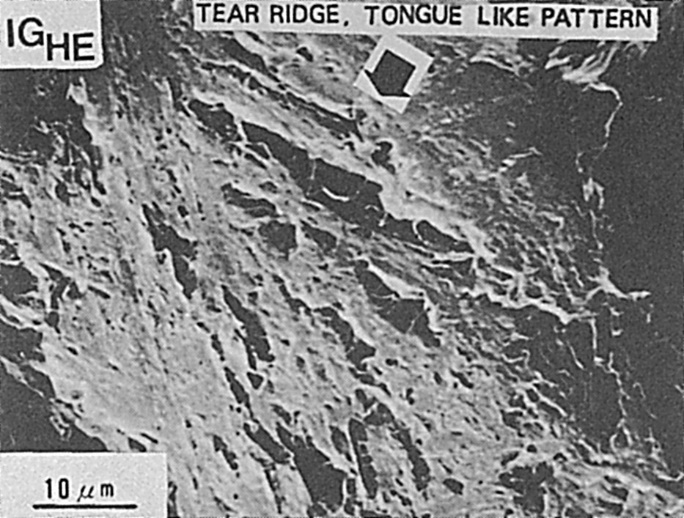 TEAR RIDGE, TONGUE LIKE PATTERN
IGHE
10 μm